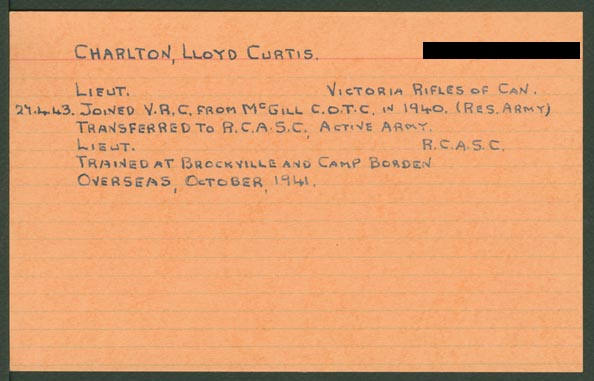 CHARLTON, LLOYD CURTIS.
LIEUT. VICTORIA RIFLES OF CAN.
27.4.43. JOINED V.R.C. FROM MCGILL C.O.T.C. IN 1940. (RES. ARMY)
TRANSFERRED TO R.C.A.S.C., ACTIVE ARMY.
LIEUT. R.C.A.S.C.
TRAINED AT BROCKVILLE AND CAMP BORDEN
OVERSEAS, OCTOBER, 1941.